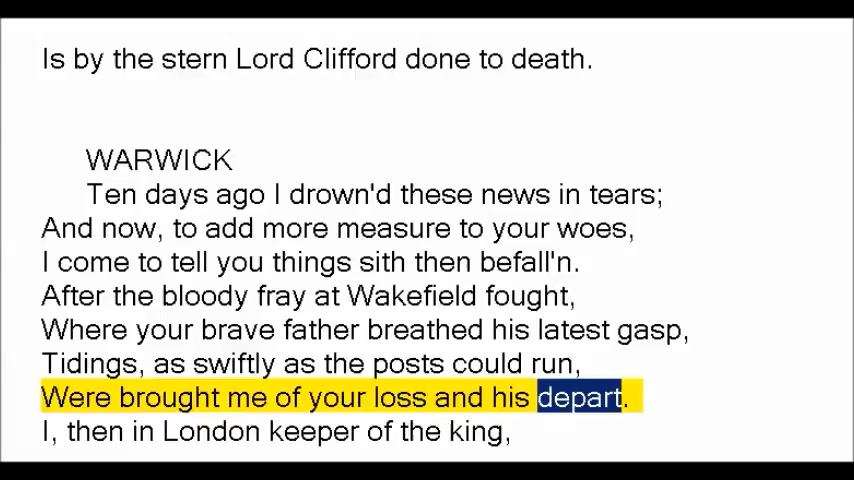 Is by the stern Lord Clifford done to death.
WARWICK
Ten days ago I drown'd these news in tears;
And now, to add more measure to your woes,
I come to tell you things sith then befall'n.
After the bloody fray at Wakefield fought,
Where your brave father breathed his latest gasp,
Tidings, as swiftly as the posts could run,
Were brought me of your loss and his depart.
I, then in London keeper of the king,